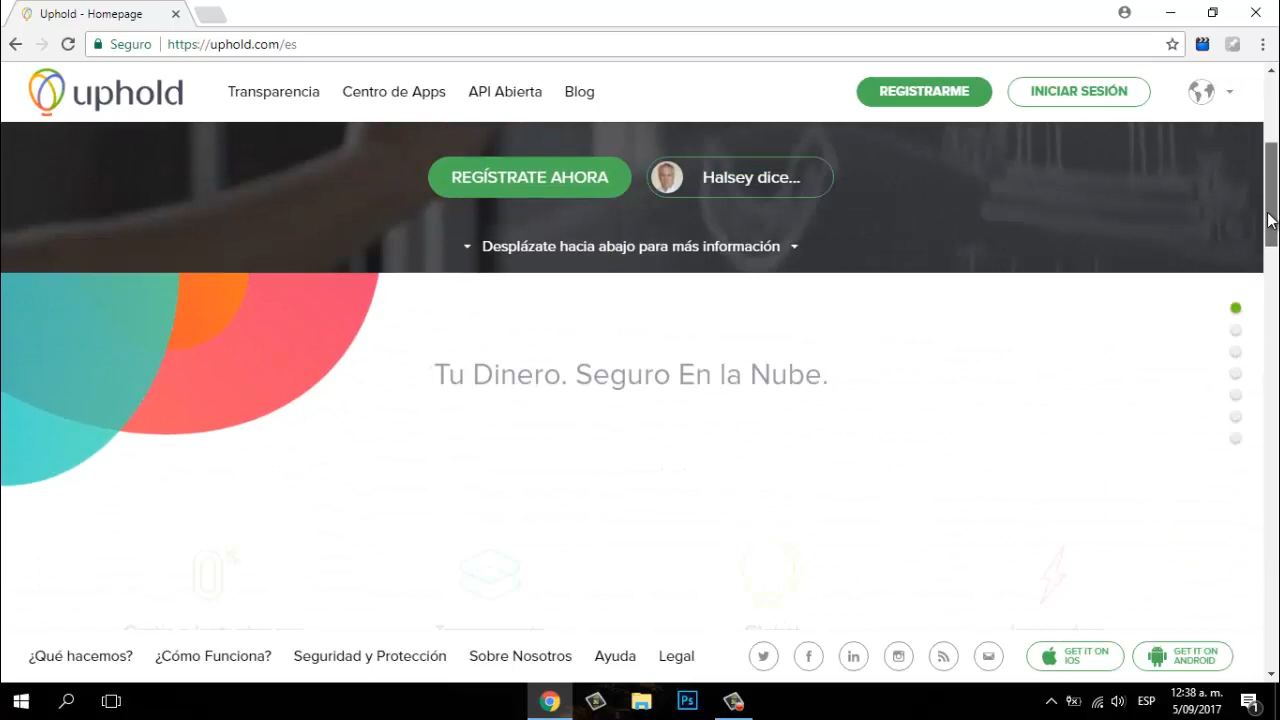 Uphold - Homepage
Seguro
https://uphold.com/es
uphold
Transparencia
Centro de Apps
API Abierta
Blog
REGISTRARME
INICIAR SESIÓN
REGÍSTRATE AHORA
Halsey dice...
Desplázate hacia abajo para más información
Tu Dinero. Seguro En la Nube.
¿Qué hacemos?
¿Cómo Funciona?
Seguridad y Protección
Sobre Nosotros
Ayuda
Legal
GET IT ON
IOS
GET IT ON
ANDROID
Ps
ESP
12:38 a. m.
5/09/2017
1